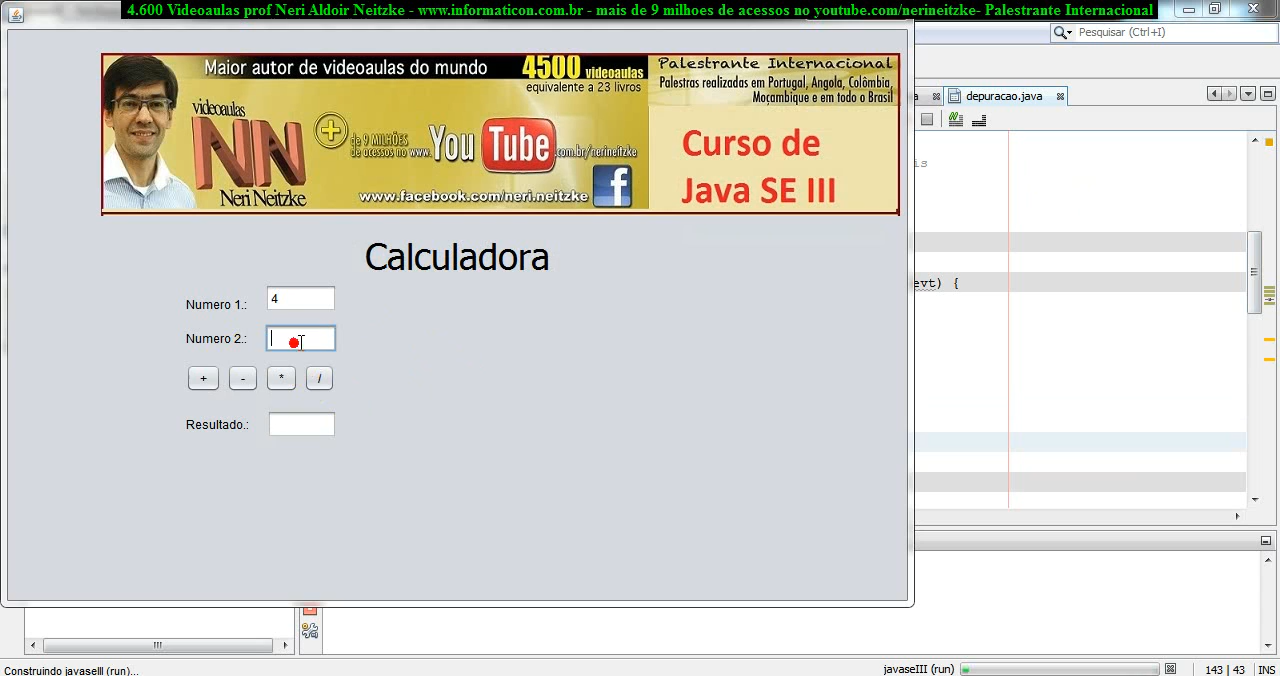 4.600 Videoaulas prof Neri Aldoir Neitzke - www.informaticon.com.br - mais de 9 milhoes de acessos no youtube.com/nerineitzke- Palestrante Internacional
Pesquisar (Ctrl+I)
Maior autor de videoaulas do mundo
4500 videoaulas
equivalente a 23 livros
Palestrante Internacional
Palestras realizadas em Portugal, Angola, Colômbia,
Moçambique e em todo o Brasil
a
depuracao.java
videoaulas
NN
Neri Neitzke
+
de 9 MILHÕES
de acessos no www.YouTube.com.br/nerineitzke
www.facebook.com/neri.neitzke
f
Curso de
Java SE III
is
Calculadora
evt) {
Numero 1.:
4
Numero 2.:
+ - * /
Resultado.:
Construindo javaseIII (run)...
javaseIII (run)
143 | 43
INS